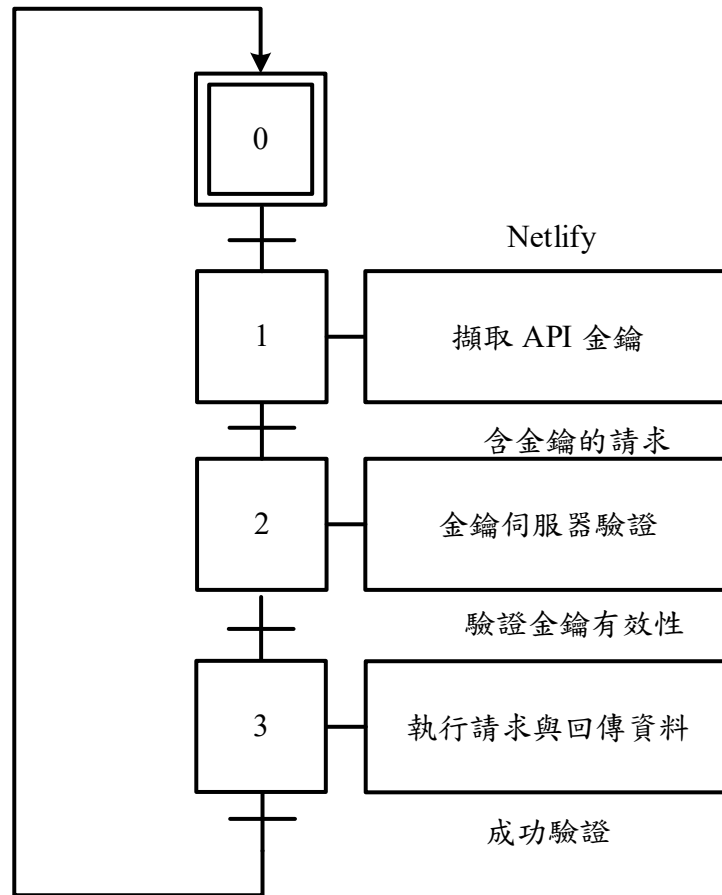 0
Netlify
1
擷取 API 金鑰
含金鑰的請求
2
金鑰伺服器驗證
驗證金鑰有效性
3
執行請求與回傳資料
成功驗證